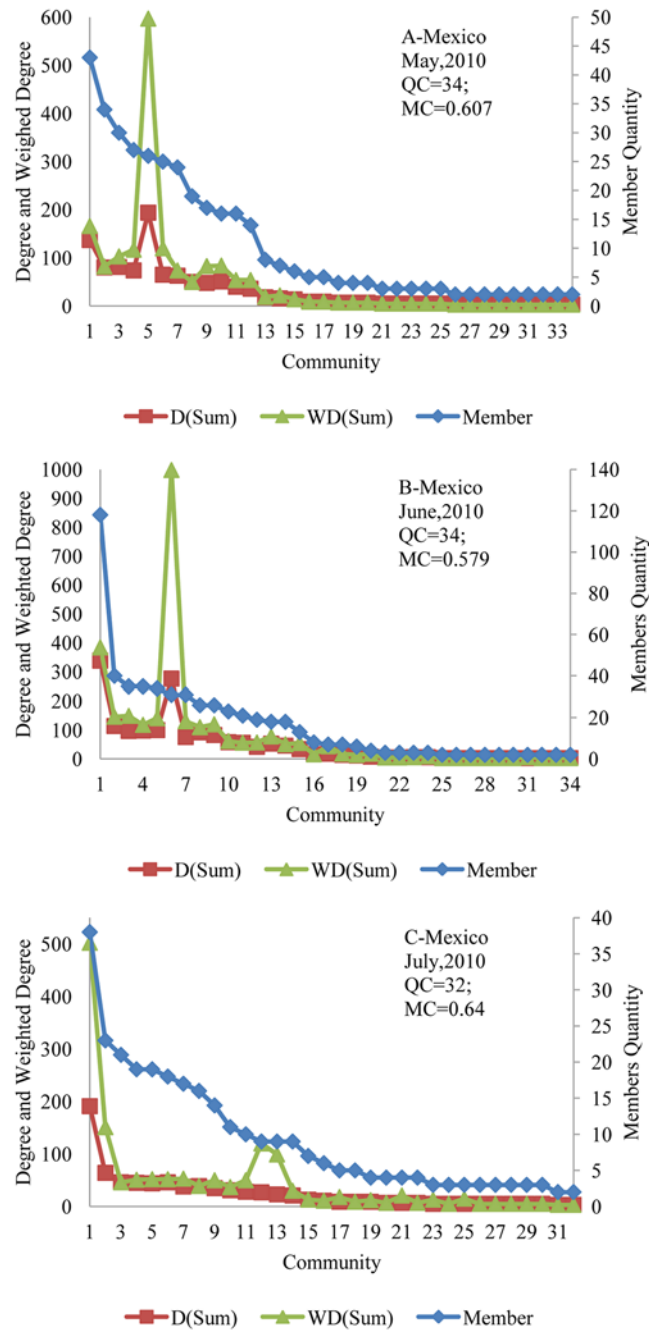 600
500
400
300
200
100
0
Degree and Weighed Degree
50
45
40
35
30
25
20
15
10
5
0
Member Quantity
A-Mexico
May,2010
QC=34;
MC=0.607
1 3 5 7 9 11 13 15 17 19 21 23 25 27 29 31 33
Community
D(Sum) WD(Sum) Member
1000
900
800
700
600
500
400
300
200
100
0
Degree and Weighted Degree
140
120
100
80
60
40
20
0
Members Quantity
B-Mexico
June,2010
QC=34;
MC=0.579
1 4 7 10 13 16 19 22 25 28 31 34
Community
D(Sum) WD(Sum) Member
500
400
300
200
100
0
Degree and Weighted Degree
40
35
30
25
20
15
10
5
0
Members Quantity
C-Mexico
July,2010
QC=32;
MC=0.64
1 3 5 7 9 11 13 15 17 19 21 23 25 27 29 31
Community
D(Sum) WD(Sum) Member